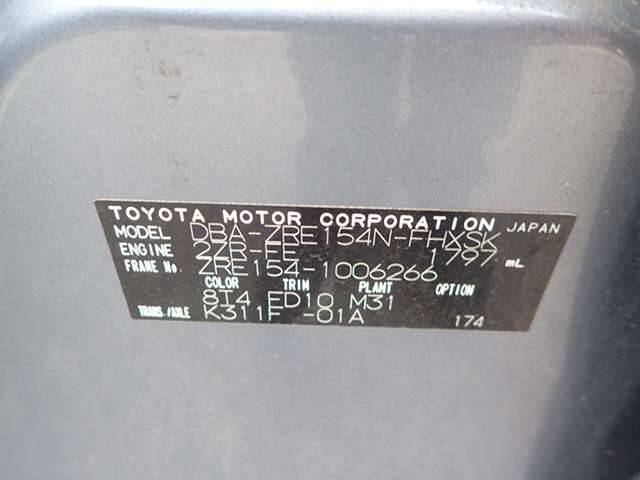 TOYOTA MOTOR CORPORATION JAPAN
MODEL DBA-ZRE154N-FHXSK
ENGINE 2ZR-FE 1797 mL
FRAME No. ZRE154-1006266
COLOR TRIM PLANT OPTION
8T4 FD10 M31
TRANS./AXLE K311F -01A 174